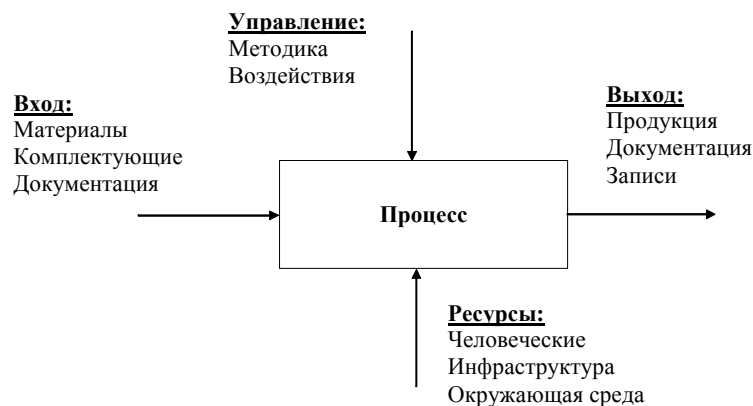 Управление:
Методика
Воздействия
Вход:
Материалы
Комплектующие
Документация
Выход:
Продукция
Документация
Записи
Процесс
Ресурсы:
Человеческие
Инфраструктура
Окружающая среда